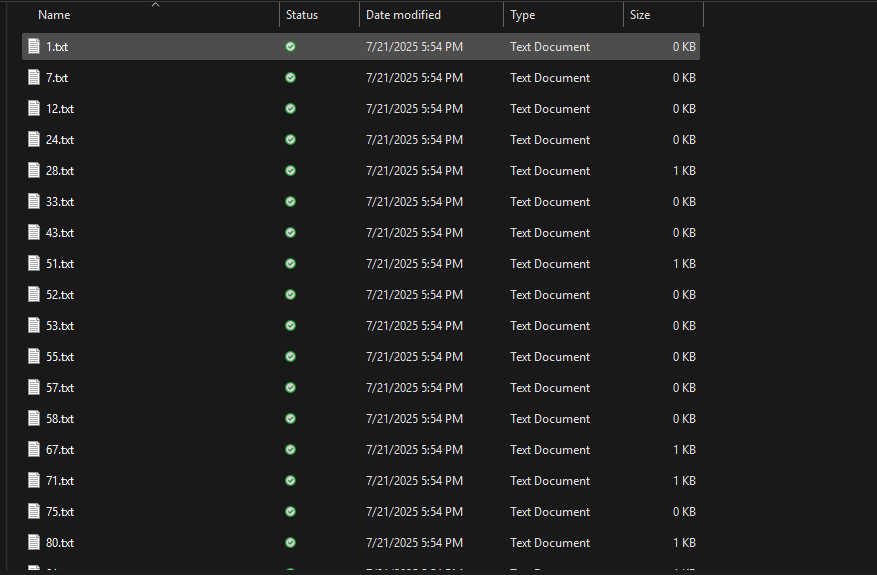 Name Status Date modified Type Size
1.txt 7/21/2025 5:54 PM Text Document 0 KB
7.txt 7/21/2025 5:54 PM Text Document 0 KB
12.txt 7/21/2025 5:54 PM Text Document 0 KB
24.txt 7/21/2025 5:54 PM Text Document 0 KB
28.txt 7/21/2025 5:54 PM Text Document 1 KB
33.txt 7/21/2025 5:54 PM Text Document 0 KB
43.txt 7/21/2025 5:54 PM Text Document 0 KB
51.txt 7/21/2025 5:54 PM Text Document 1 KB
52.txt 7/21/2025 5:54 PM Text Document 0 KB
53.txt 7/21/2025 5:54 PM Text Document 0 KB
55.txt 7/21/2025 5:54 PM Text Document 0 KB
57.txt 7/21/2025 5:54 PM Text Document 0 KB
58.txt 7/21/2025 5:54 PM Text Document 0 KB
67.txt 7/21/2025 5:54 PM Text Document 1 KB
71.txt 7/21/2025 5:54 PM Text Document 1 KB
75.txt 7/21/2025 5:54 PM Text Document 0 KB
80.txt 7/21/2025 5:54 PM Text Document 1 KB